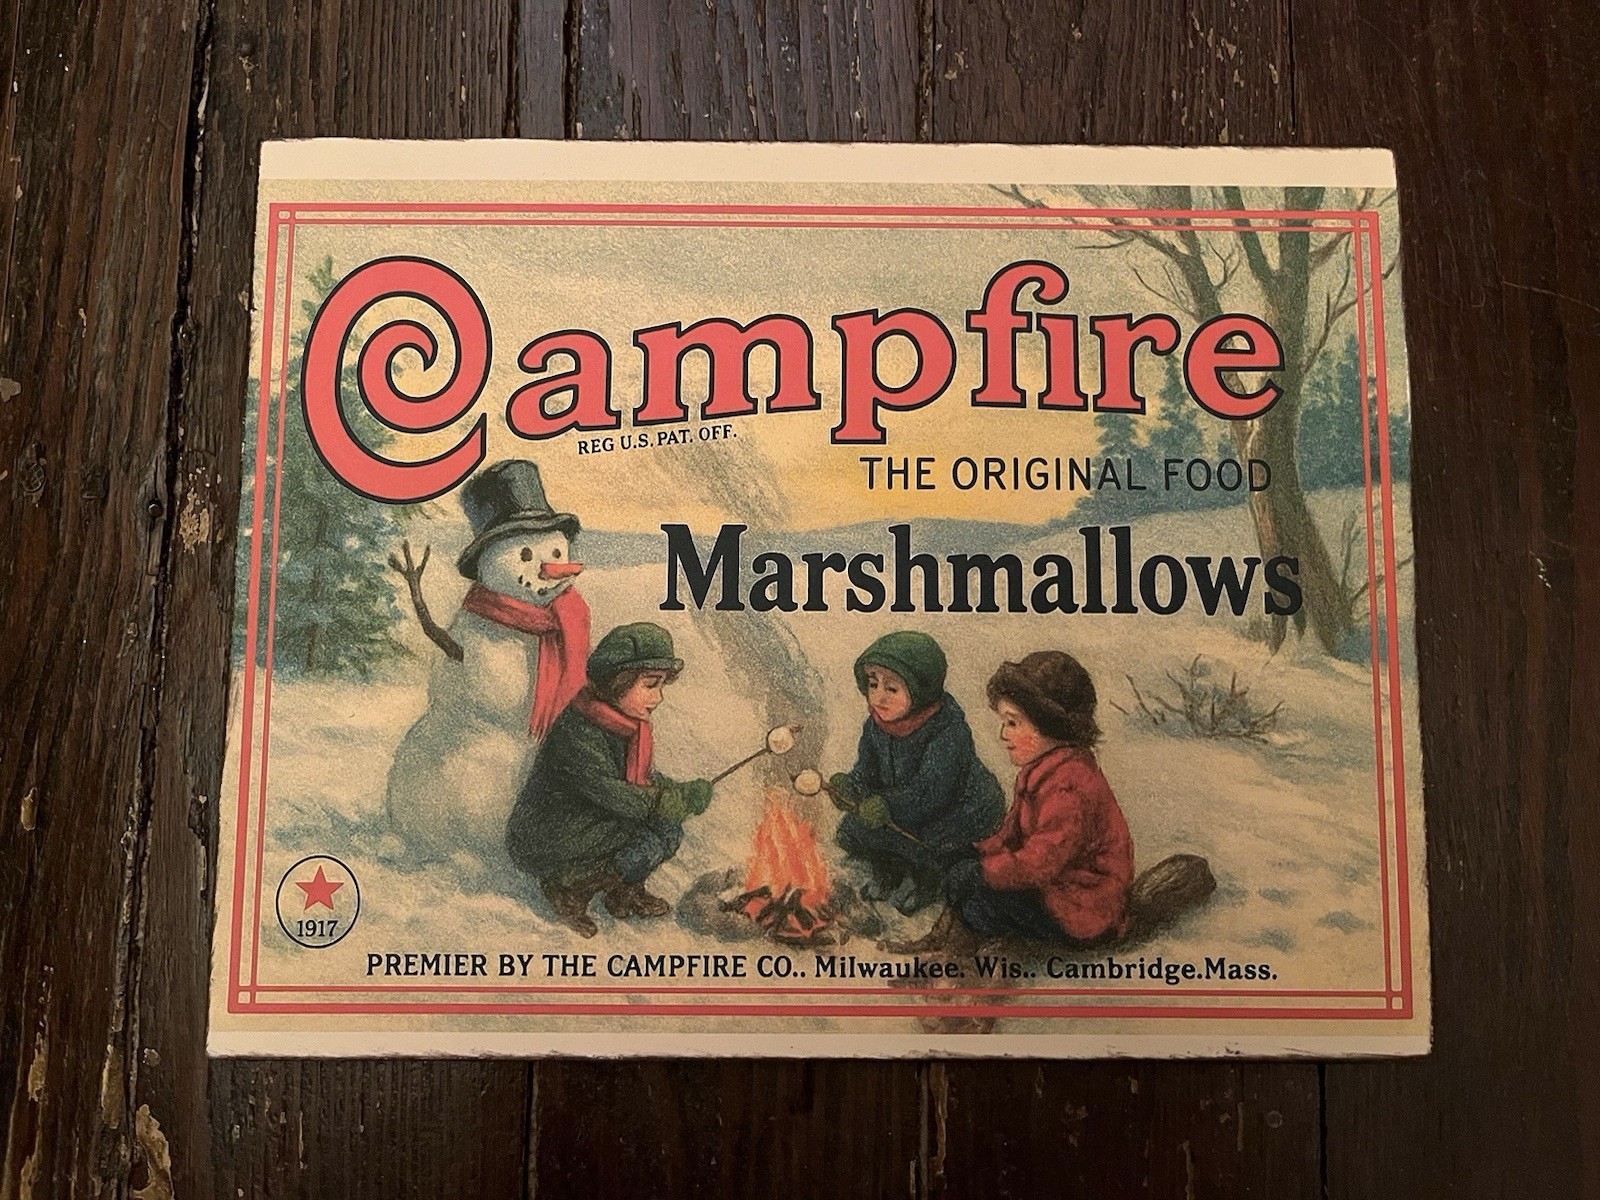 Campfire
REG U.S. PAT. OFF.
THE ORIGINAL FOOD
Marshmallows
1917
PREMIER BY THE CAMPFIRE CO.. Milwaukee. Wis.. Cambridge.Mass.